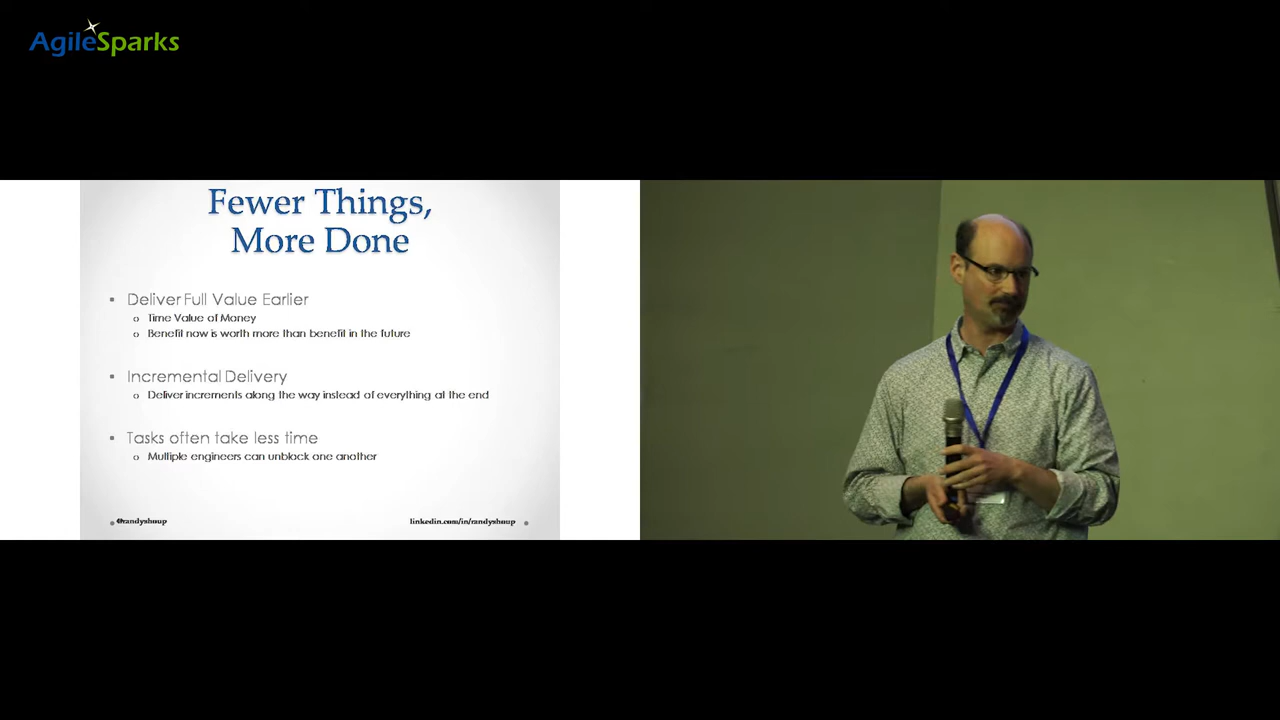 AgileSparks
Fewer Things,
More Done
Deliver Full Value Earlier
Time Value of Money
Benefit now is worth more than benefit in the future
Incremental Delivery
Deliver increments along the way instead of everything at the end
Tasks often take less time
Multiple engineers can unblock one another
@randyshoup
linkedin.com/in/randyshoup